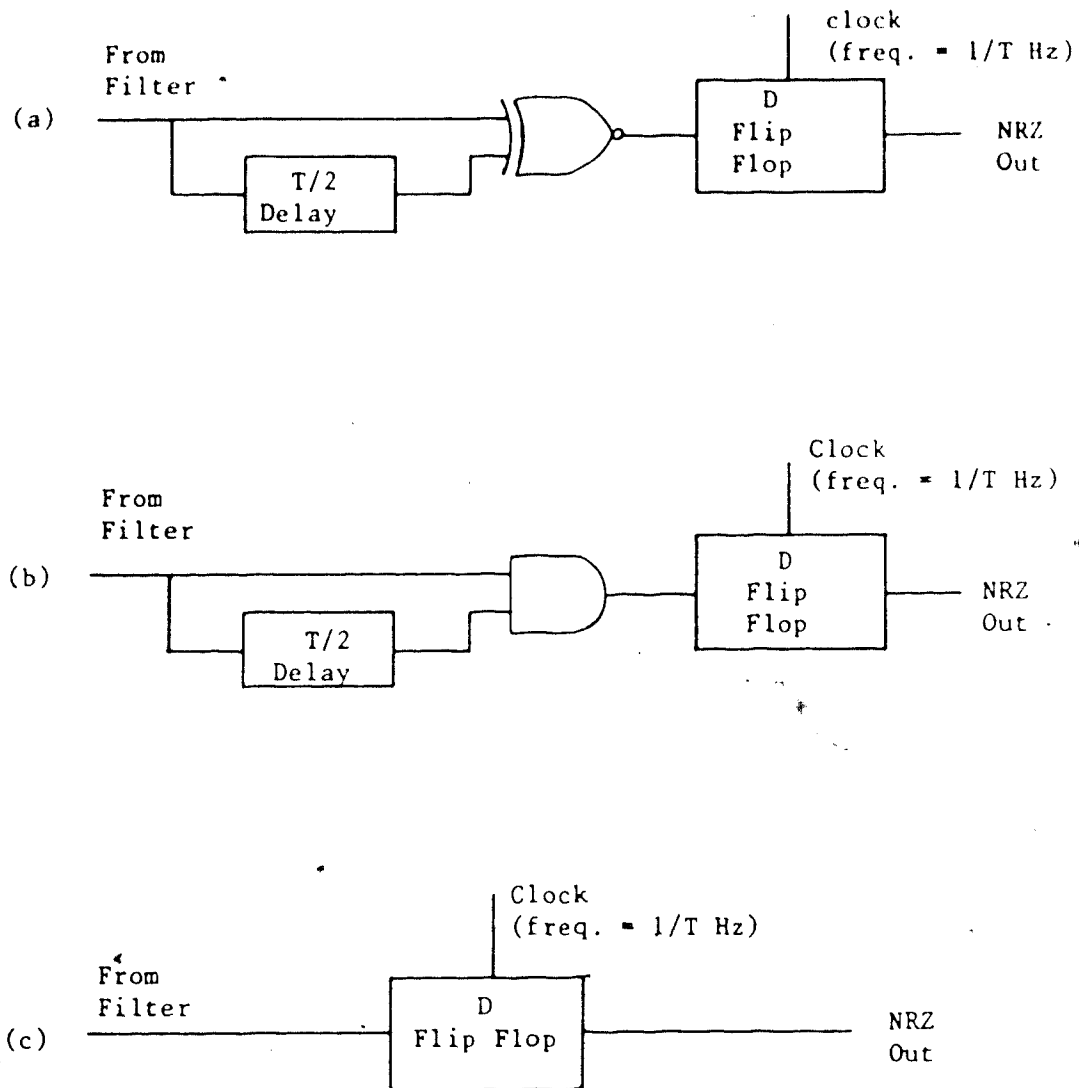 clock
(freq. = 1/T Hz)
From
Filter
(a)
D
Flip
Flop
NRZ
Out
T/2
Delay
Clock
(freq. = 1/T Hz)
From
Filter
(b)
D
Flip
Flop
NRZ
Out
T/2
Delay
Clock
(freq. = 1/T Hz)
From
Filter
(c)
D
Flip Flop
NRZ
Out